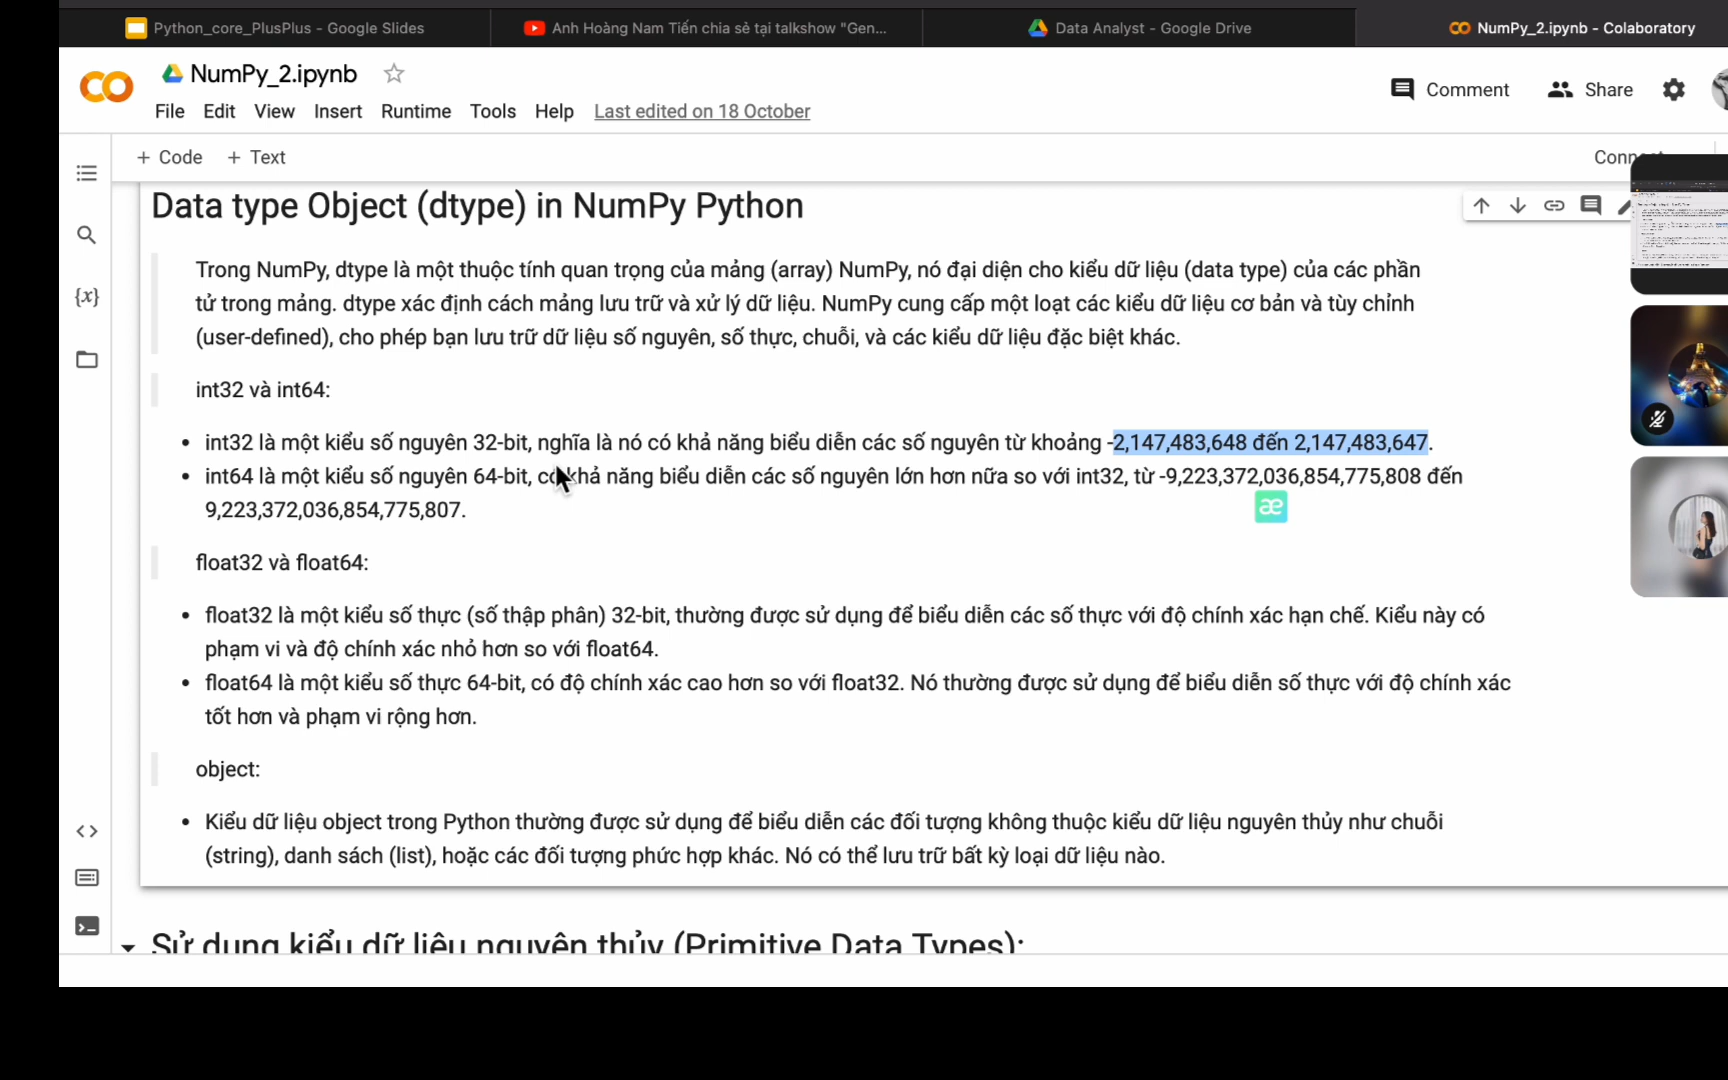 Python_core_PlusPlus - Google Slides
Anh Hoàng Nam Tiến chia sẻ tại talkshow "Gen...
Data Analyst - Google Drive
NumPy_2.ipynb - Colaboratory
NumPy_2.ipynb
Comment
Share
File Edit View Insert Runtime Tools Help Last edited on 18 October
+ Code + Text
Data type Object (dtype) in NumPy Python
Trong NumPy, dtype là một thuộc tính quan trọng của mảng (array) NumPy, nó đại diện cho kiểu dữ liệu (data type) của các phần
tử trong mảng. dtype xác định cách mảng lưu trữ và xử lý dữ liệu. NumPy cung cấp một loạt các kiểu dữ liệu cơ bản và tùy chỉnh
(user-defined), cho phép bạn lưu trữ dữ liệu số nguyên, số thực, chuỗi, và các kiểu dữ liệu đặc biệt khác.
int32 và int64:
• int32 là một kiểu số nguyên 32-bit, nghĩa là nó có khả năng biểu diễn các số nguyên từ khoảng -2,147,483,648 đến 2,147,483,647.
• int64 là một kiểu số nguyên 64-bit, có khả năng biểu diễn các số nguyên lớn hơn nữa so với int32, từ -9,223,372,036,854,775,808 đến
9,223,372,036,854,775,807.
æ
float32 và float64:
• float32 là một kiểu số thực (số thập phân) 32-bit, thường được sử dụng để biểu diễn các số thực với độ chính xác hạn chế. Kiểu này có
phạm vi và độ chính xác nhỏ hơn so với float64.
• float64 là một kiểu số thực 64-bit, có độ chính xác cao hơn so với float32. Nó thường được sử dụng để biểu diễn số thực với độ chính xác
tốt hơn và phạm vi rộng hơn.
object:
• Kiểu dữ liệu object trong Python thường được sử dụng để biểu diễn các đối tượng không thuộc kiểu dữ liệu nguyên thủy như chuỗi
(string), danh sách (list), hoặc các đối tượng phức hợp khác. Nó có thể lưu trữ bất kỳ loại dữ liệu nào.
Sử dụng kiểu dữ liệu nguyên thủy (Primitive Data Types):